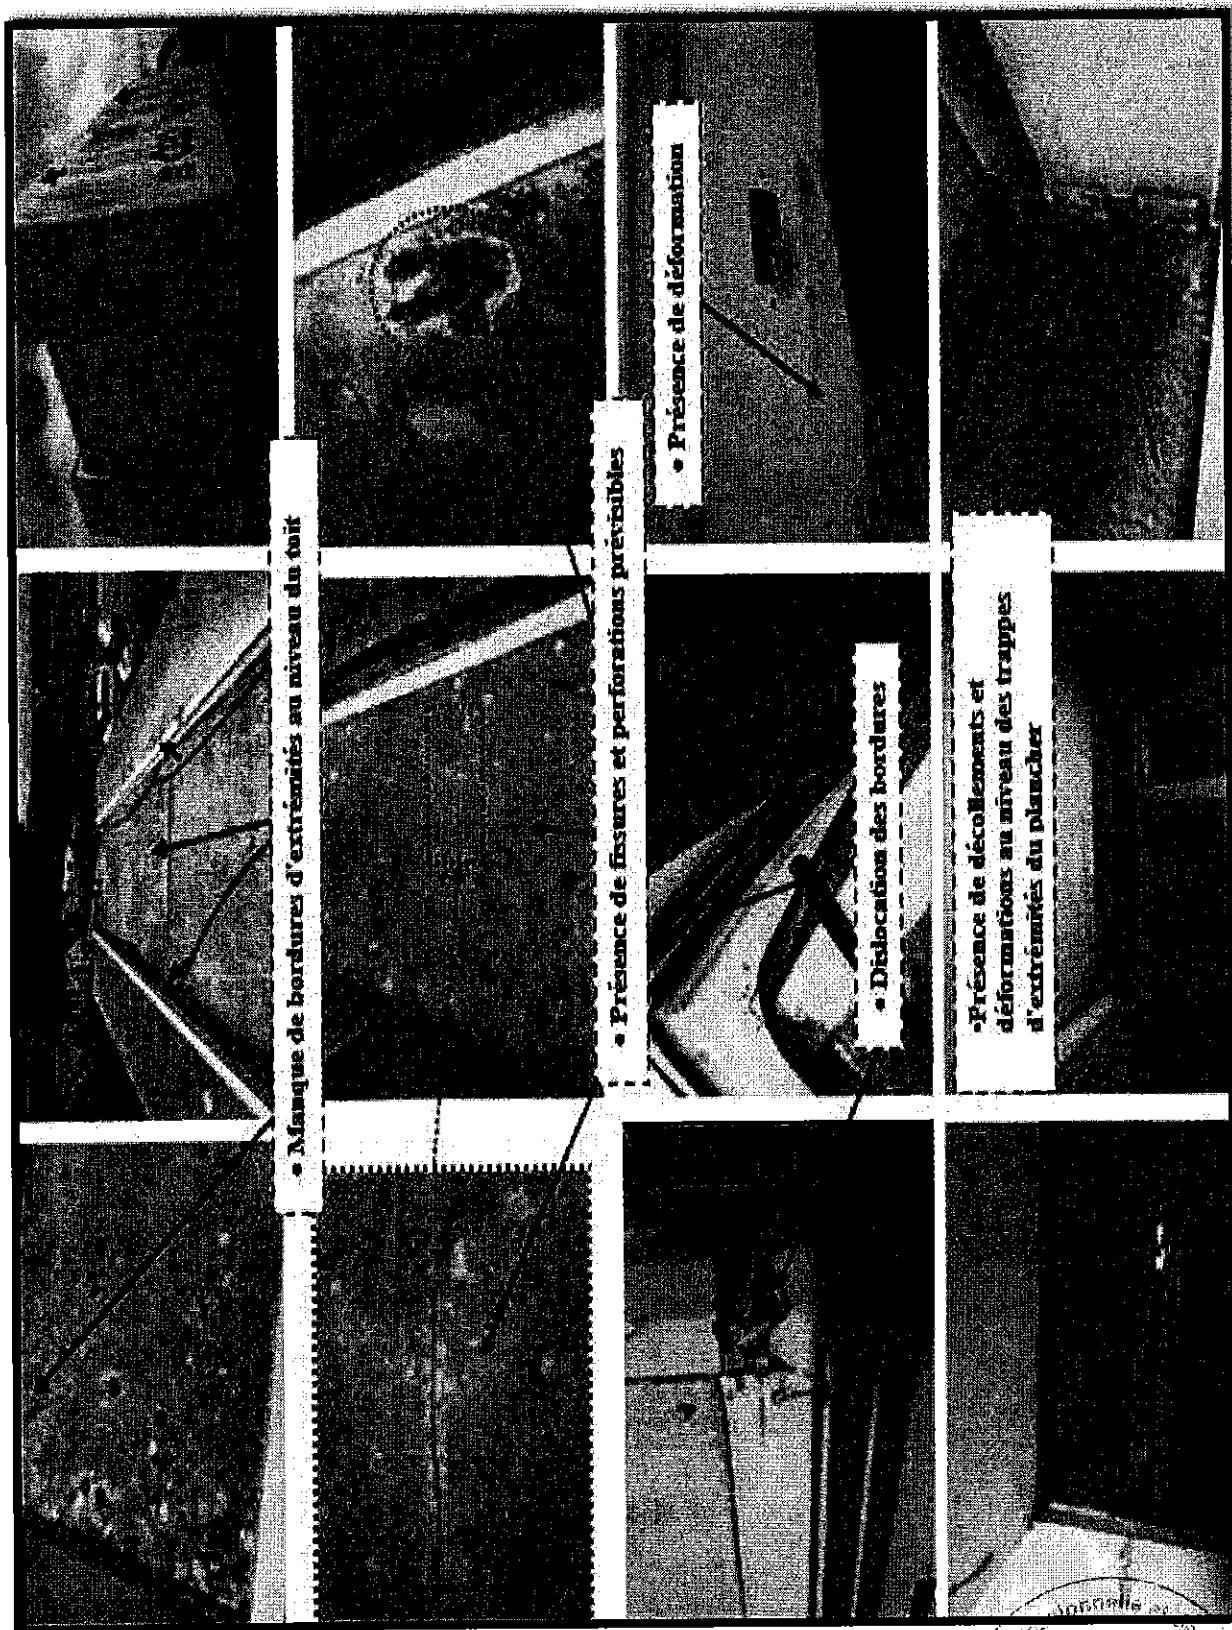 • Manque de bordures d'extrémités au niveau du toit
• Présence de fissures et perforations prévisibles
• Présence de déformation
• Dislocation des bordures
•Présence de décollements et
déformations au niveau des trappes
d'extrémités du plancher